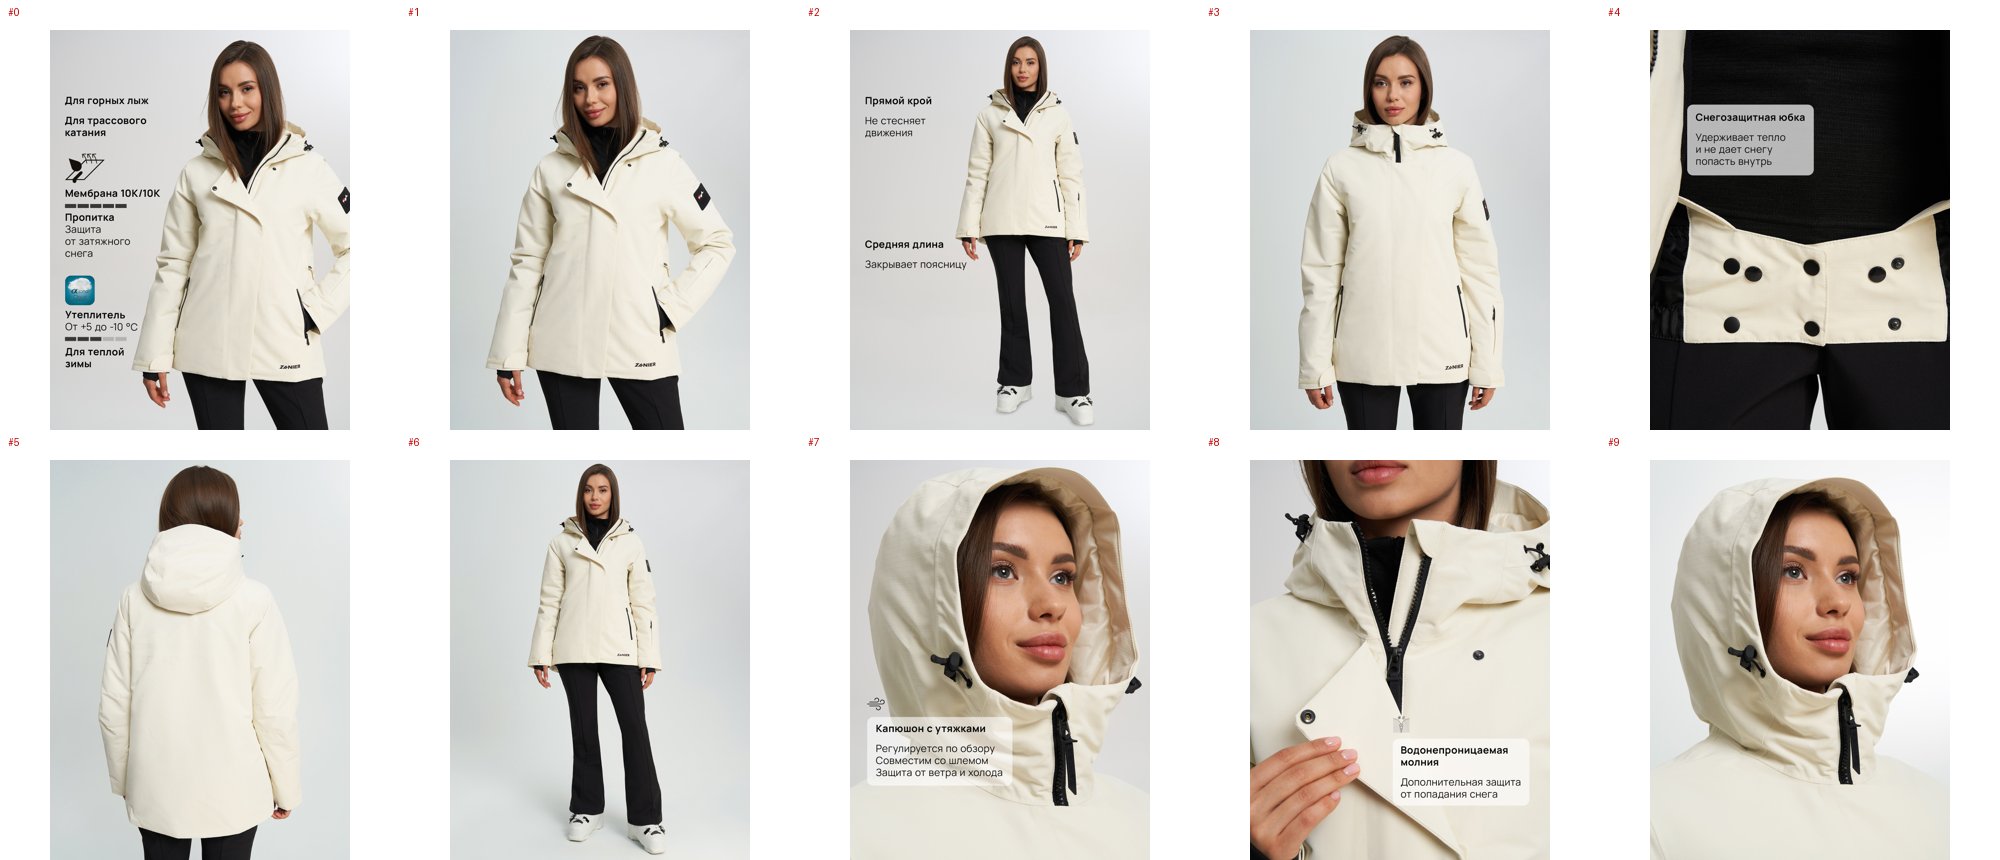 #0
#1
#2
#3
#4
Для горных лыж
Для трассового
катания
Мембрана 10K/10K
Пропитка
Защита
от затяжного
снега
Утеплитель
От +5 до -10 °C
Для теплой
зимы
ZANIER
ZANIER
Прямой крой
Не стесняет
движения
Средняя длина
Закрывает поясницу
ZANIER
ZANIER
Снегозащитная юбка
Удерживает тепло
и не дает снегу
попасть внутрь
#5
#6
#7
#8
#9
ZANIER
Капюшон с утяжками
Регулируется по обзору
Совместим со шлемом
Защита от ветра и холода
Водонепроницаемая
молния
Дополнительная защита
от попадания снега